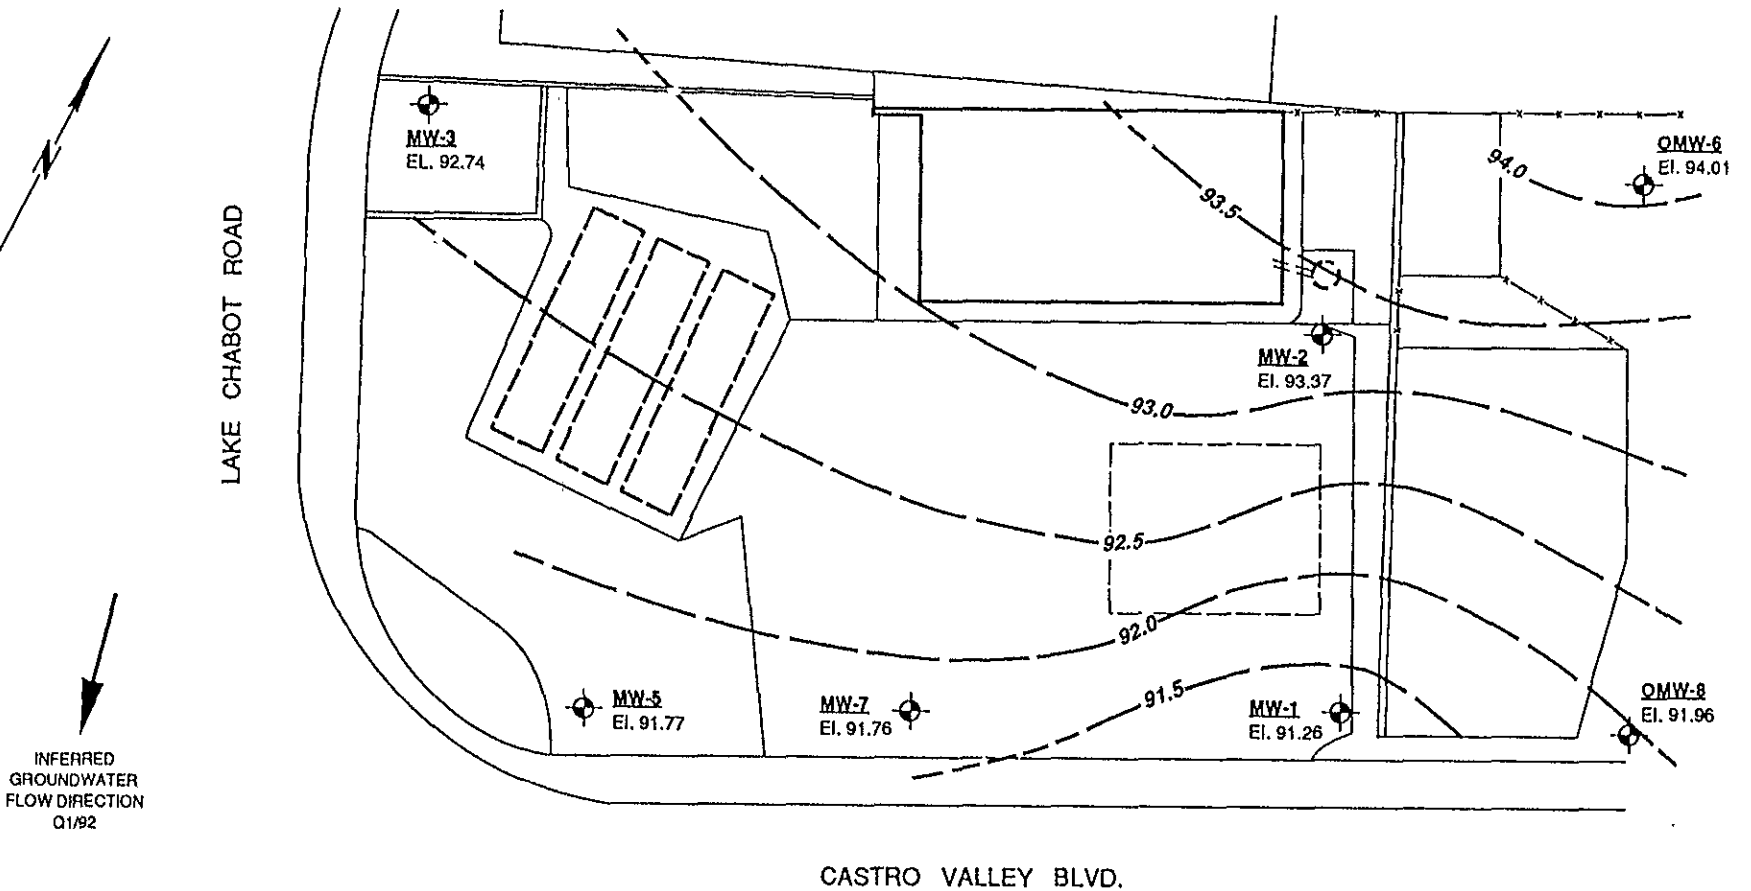 N
LAKE CHABOT ROAD
MW-3
EL. 92.74
OMW-6
El. 94.01
94.0
93.5
MW-2
El. 93.37
93.0
92.5
92.0
91.5
MW-5
El. 91.77
MW-7
El. 91.76
MW-1
El. 91.26
OMW-8
El. 91.96
INFERRED
GROUNDWATER
FLOW DIRECTION
Q1/92
CASTRO VALLEY BLVD.